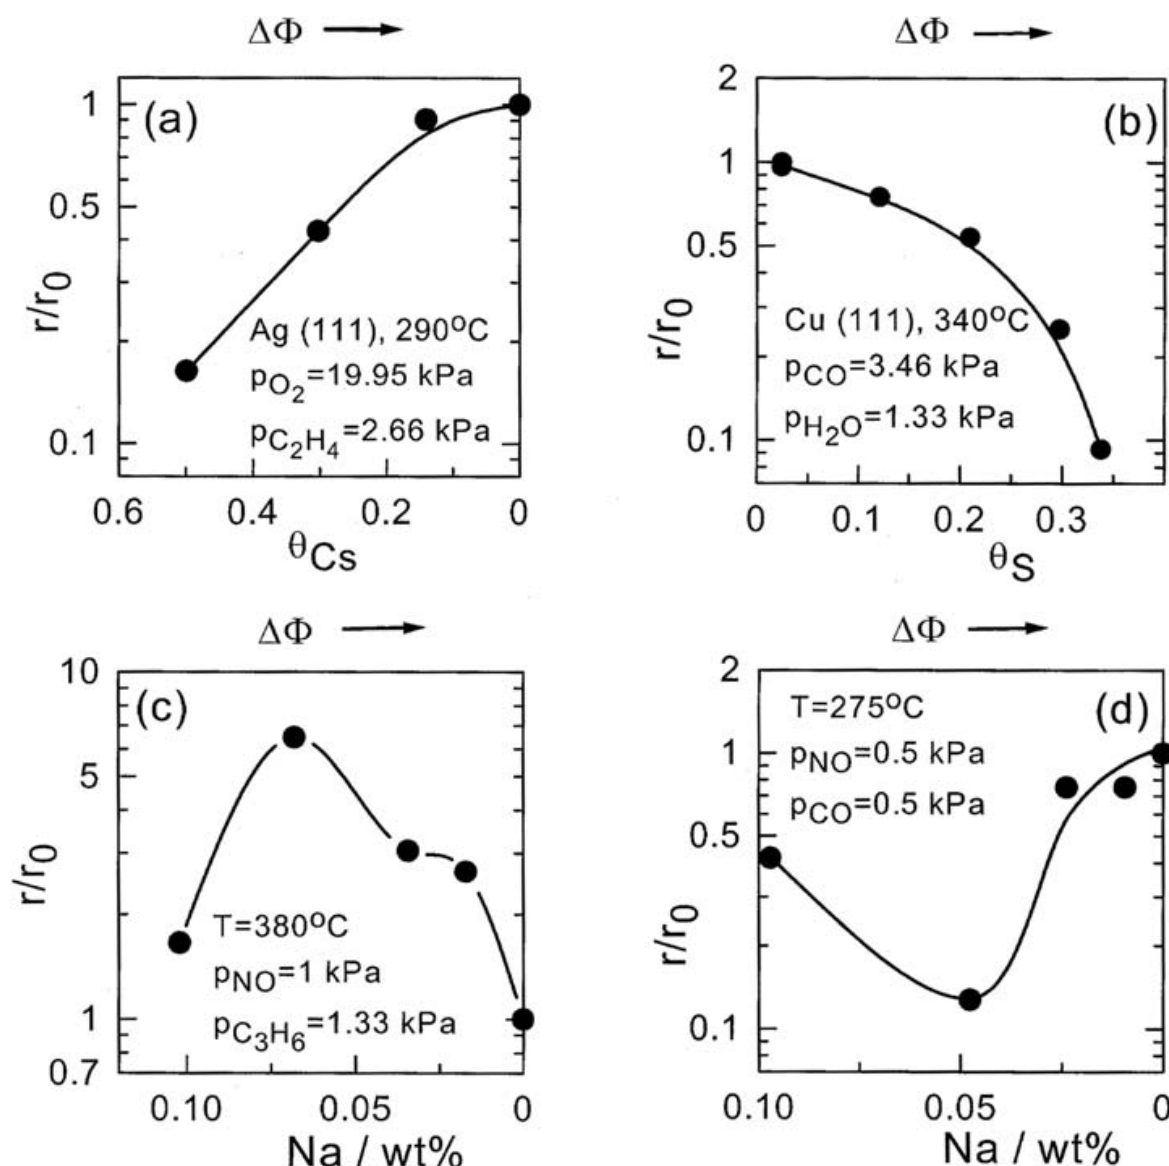 ΔΦ
(a)
1
0.5
0.1
r/r0
Ag (111), 290oC
pO2=19.95 kPa
pC2H4=2.66 kPa
0.6
0.4
0.2
0
θCs
ΔΦ
(b)
2
1
0.5
0.1
r/r0
Cu (111), 340oC
pCO=3.46 kPa
pH2O=1.33 kPa
0
0.1
0.2
0.3
θS
ΔΦ
(c)
10
5
1
0.7
r/r0
T=380oC
pNO=1 kPa
pC3H6=1.33 kPa
0.10
0.05
0
Na / wt%
ΔΦ
(d)
2
1
0.5
0.1
r/r0
T=275oC
pNO=0.5 kPa
pCO=0.5 kPa
0.10
0.05
0
Na / wt%